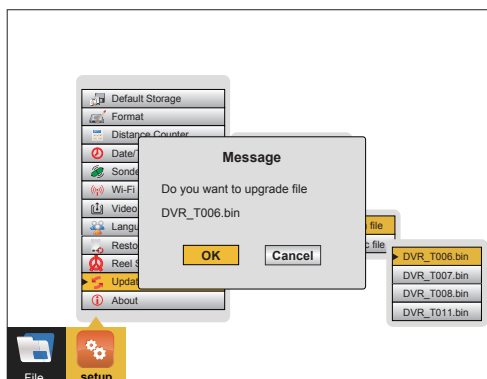 Default Storage
Format
Distance Counter
Date/
Sonde
Wi-Fi
Video
Langu
Resto
Reel S
Updat
About
Message
Do you want to upgrade file
DVR_T006.bin
OK
Cancel
file
c file
DVR_T006.bin
DVR_T007.bin
DVR_T008.bin
DVR_T011.bin
File
setup